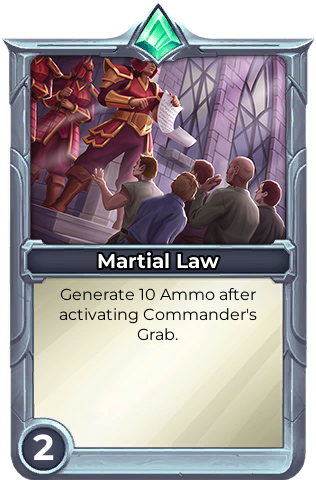 Martial Law
Generate 10 Ammo after
activating Commander's
Grab.
2